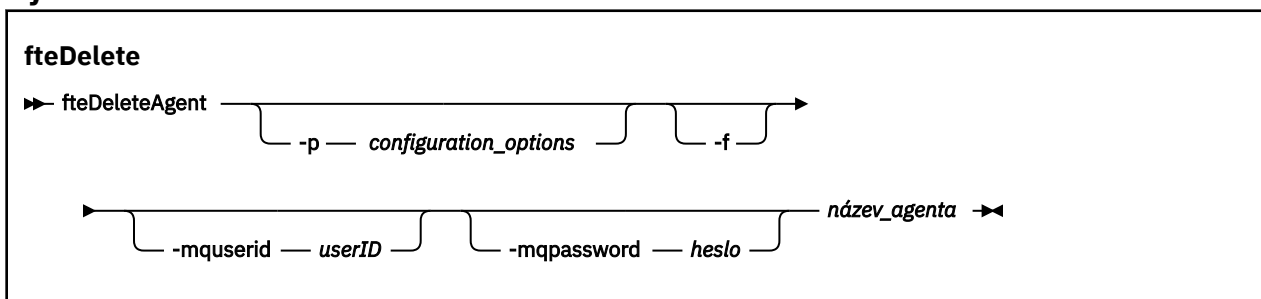 fteDelete
fteDeleteAgent
-p configuration_options -f
název_agenta
-mquserid userID -mqpassword heslo